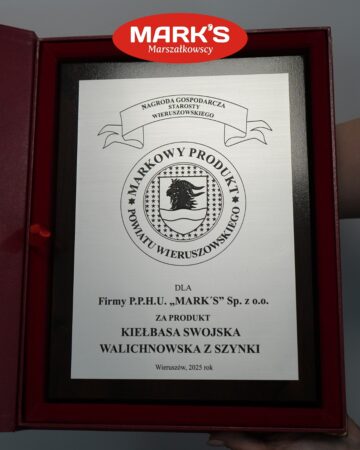 MARK'S
Marszałkowscy
NAGRODA GOSPODARCZA
STAROSTY
WIERUSZOWSKIEGO
MARKOWY PRODUKT
POWIATU WIERUSZOWSKIEGO
DLA
Firmy P.P.H.U. „MARK´S” Sp. z o.o.
ZA PRODUKT
KIEŁBASA SWOJSKA
WALICHNOWSKA Z SZYNKI
Wieruszów, 2025 rok